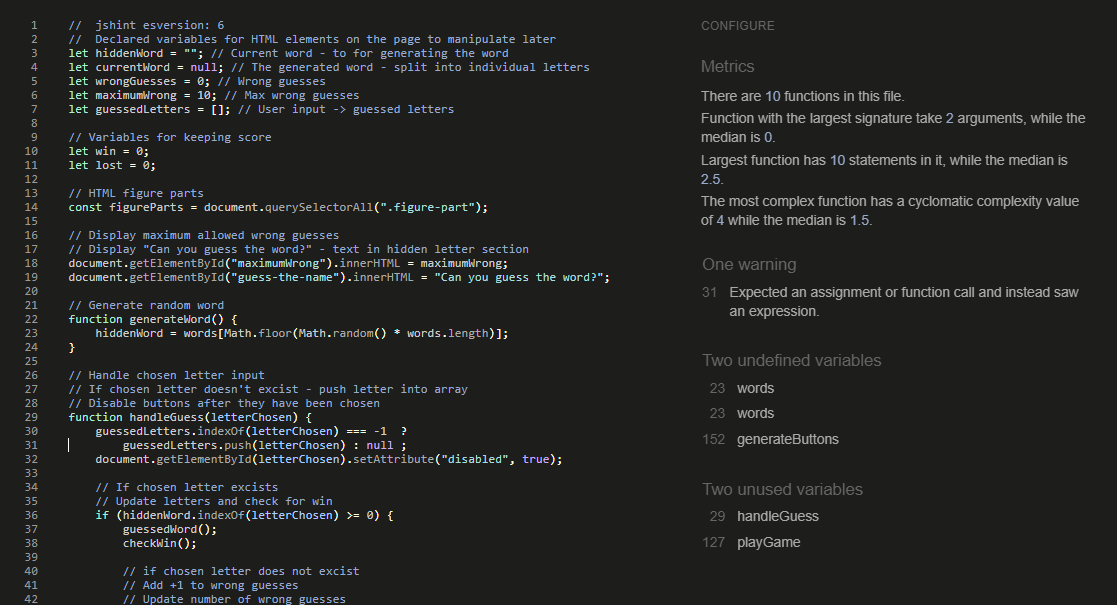 1 //  jshint esversion: 6
2 //  Declared variables for HTML elements on the page to manipulate later
3 let hiddenWord = ""; // Current word - to for generating the word
4 let currentWord = null; // The generated word - split into individual letters
5 let wrongGuesses = 0; // Wrong guesses
6 let maximumWrong = 10; // Max wrong guesses
7 let guessedLetters = []; // User input -> guessed letters
8
9 // Variables for keeping score
10 let win = 0;
11 let lost = 0;
12
13 // HTML figure parts
14 const figureParts = document.querySelectorAll(".figure-part");
15
16 // Display maximum allowed wrong guesses
17 // Display "Can you guess the word?" - text in hidden letter section
18 document.getElementById("maximumWrong").innerHTML = maximumWrong;
19 document.getElementById("guess-the-name").innerHTML = "Can you guess the word?";
20
21 // Generate random word
22 function generateWord() {
23     hiddenWord = words[Math.floor(Math.random() * words.length)];
24 }
25
26 // Handle chosen letter input
27 // If chosen letter doesn't excist - push letter into array
28 // Disable buttons after they have been chosen
29 function handleGuess(letterChosen) {
30     guessedLetters.indexOf(letterChosen) === -1  ?
31         guessedLetters.push(letterChosen) : null ;
32     document.getElementById(letterChosen).setAttribute("disabled", true);
33
34     // If chosen letter excists
35     // Update letters and check for win
36     if (hiddenWord.indexOf(letterChosen) >= 0) {
37         guessedWord();
38         checkWin();
39
40         // if chosen letter does not excist
41         // Add +1 to wrong guesses
42         // Update number of wrong guesses
CONFIGURE
Metrics
There are 10 functions in this file.
Function with the largest signature take 2 arguments, while the
median is 0.
Largest function has 10 statements in it, while the median is
2.5.
The most complex function has a cyclomatic complexity value
of 4 while the median is 1.5.
One warning
31 Expected an assignment or function call and instead saw
an expression.
Two undefined variables
23 words
23 words
152 generateButtons
Two unused variables
29 handleGuess
127 playGame